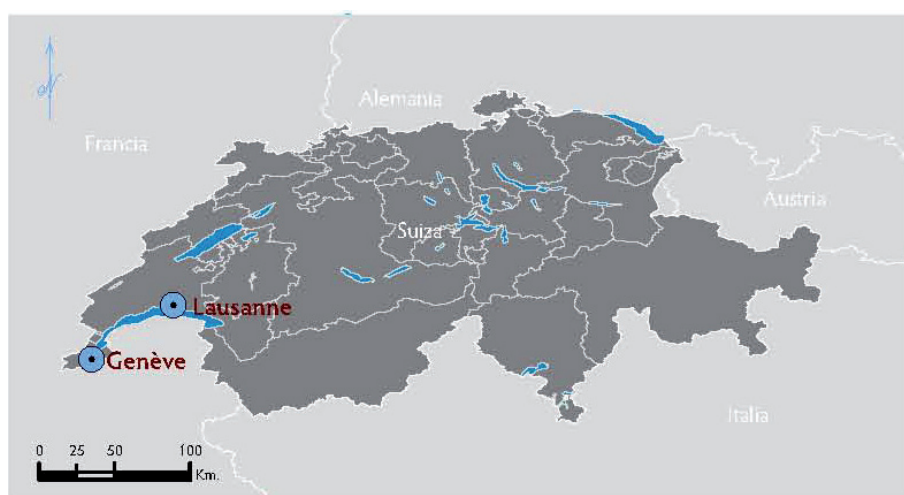 N
Alemania
Francia
Austria
Suiza
Lausanne
Genève
Italia
0 25 50 100
Km.